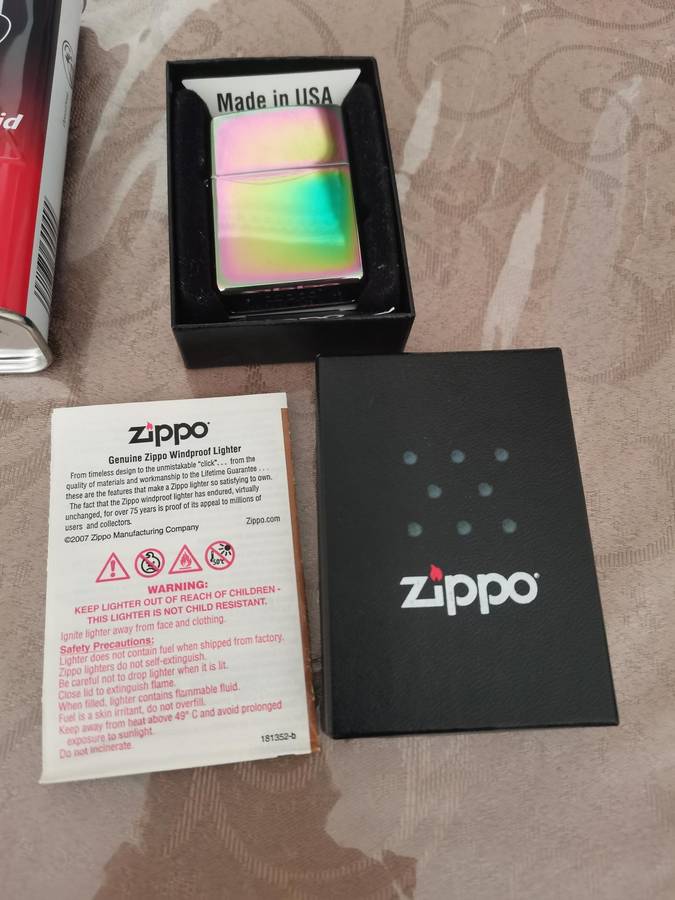 id
Made in USA
zippo
zippo
Genuine Zippo Windproof Lighter
From timeless design to the unmistakable "click". . . from the
quality of materials and workmanship to the Lifetime Guarantee . . .
these are the features that make a Zippo lighter so satisfying to own.
The fact that the Zippo windproof lighter has endured, virtually
unchanged, for over 75 years is proof of its appeal to millions of
users and collectors.
©2007 Zippo Manufacturing Company Zippo.com
50°C
WARNING:
KEEP LIGHTER OUT OF REACH OF CHILDREN -
THIS LIGHTER IS NOT CHILD RESISTANT.
Ignite lighter away from face and clothing.
Safety Precautions:
Lighter does not contain fuel when shipped from factory.
Zippo lighters do not self-extinguish.
Be careful not to drop lighter when it is lit.
Close lid to extinguish flame.
When filled, lighter contains flammable fluid.
Fuel is a skin irritant, do not overfill.
Keep away from heat above 49° C and avoid prolonged
exposure to sunlight.
Do not incinerate.
181352-b
zippo